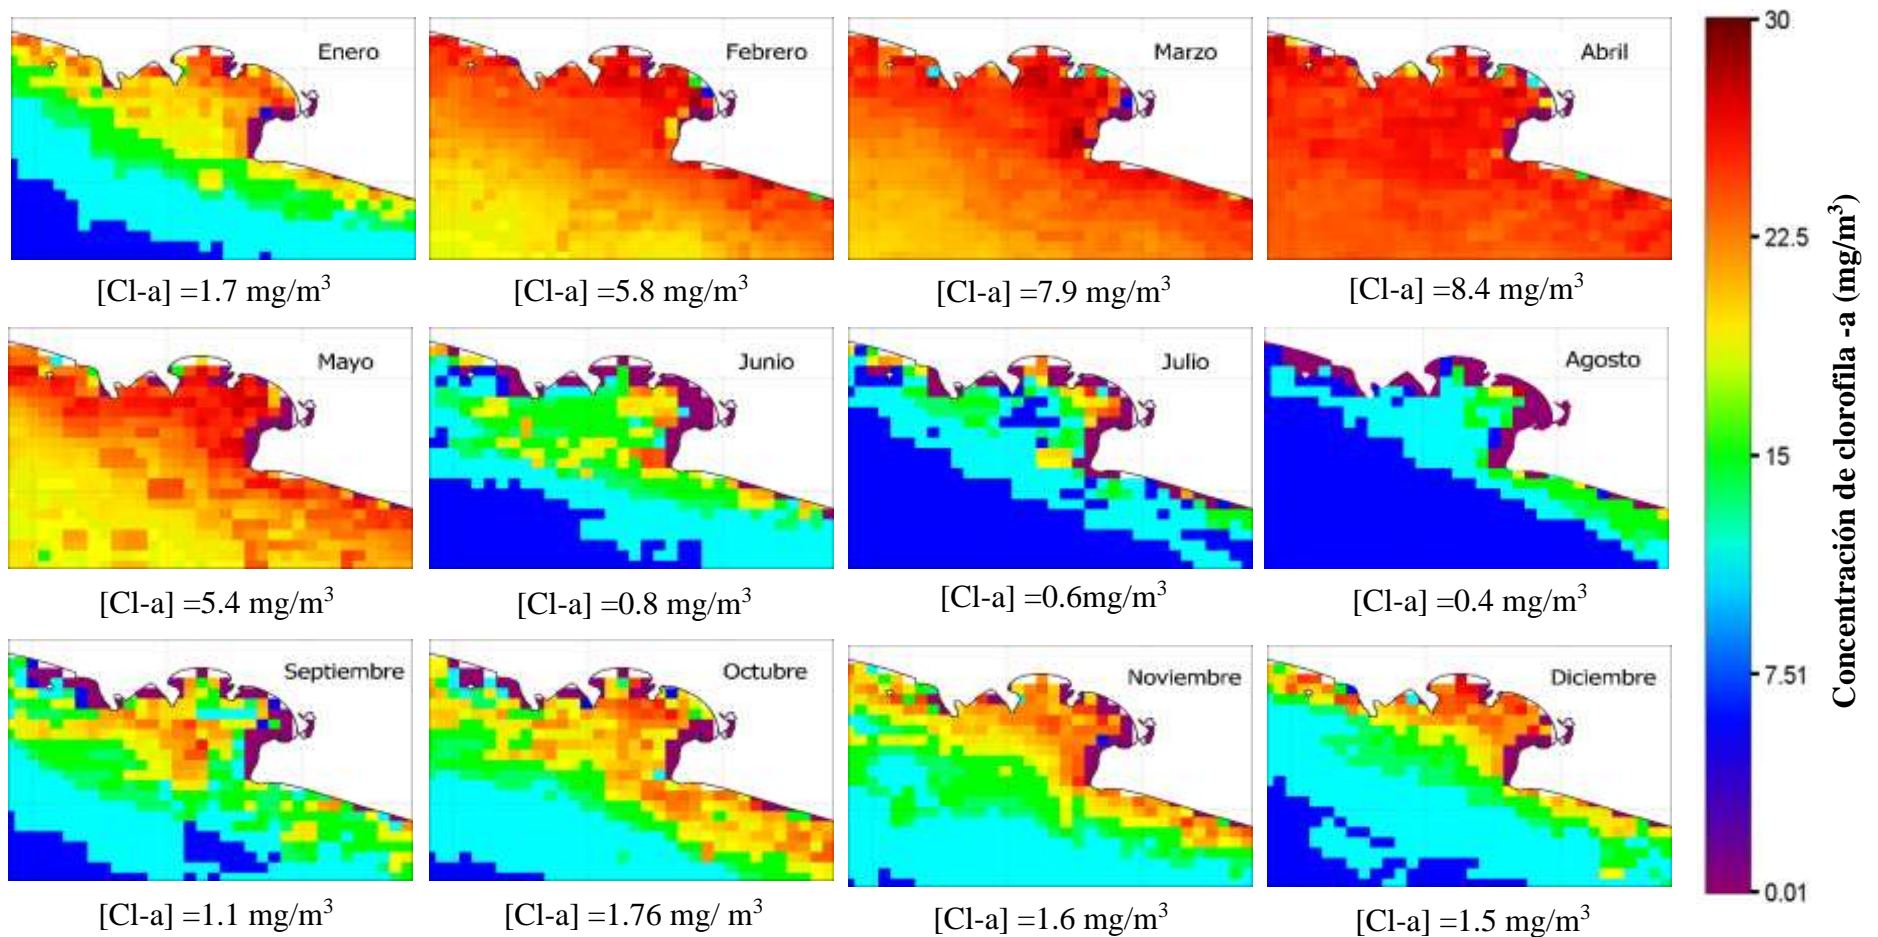 Enero
Febrero
Marzo
Abril
[Cl-a] =1.7 mg/m³
[Cl-a] =5.8 mg/m³
[Cl-a] =7.9 mg/m³
[Cl-a] =8.4 mg/m³
Mayo
Junio
Julio
Agosto
[Cl-a] =5.4 mg/m³
[Cl-a] =0.8 mg/m³
[Cl-a] =0.6mg/m³
[Cl-a] =0.4 mg/m³
Septiembre
Octubre
Noviembre
Diciembre
[Cl-a] =1.1 mg/m³
[Cl-a] =1.76 mg/ m³
[Cl-a] =1.6 mg/m³
[Cl-a] =1.5 mg/m³
30
22.5
15
7.51
0.01
Concentración de clorofila -a (mg/m³)